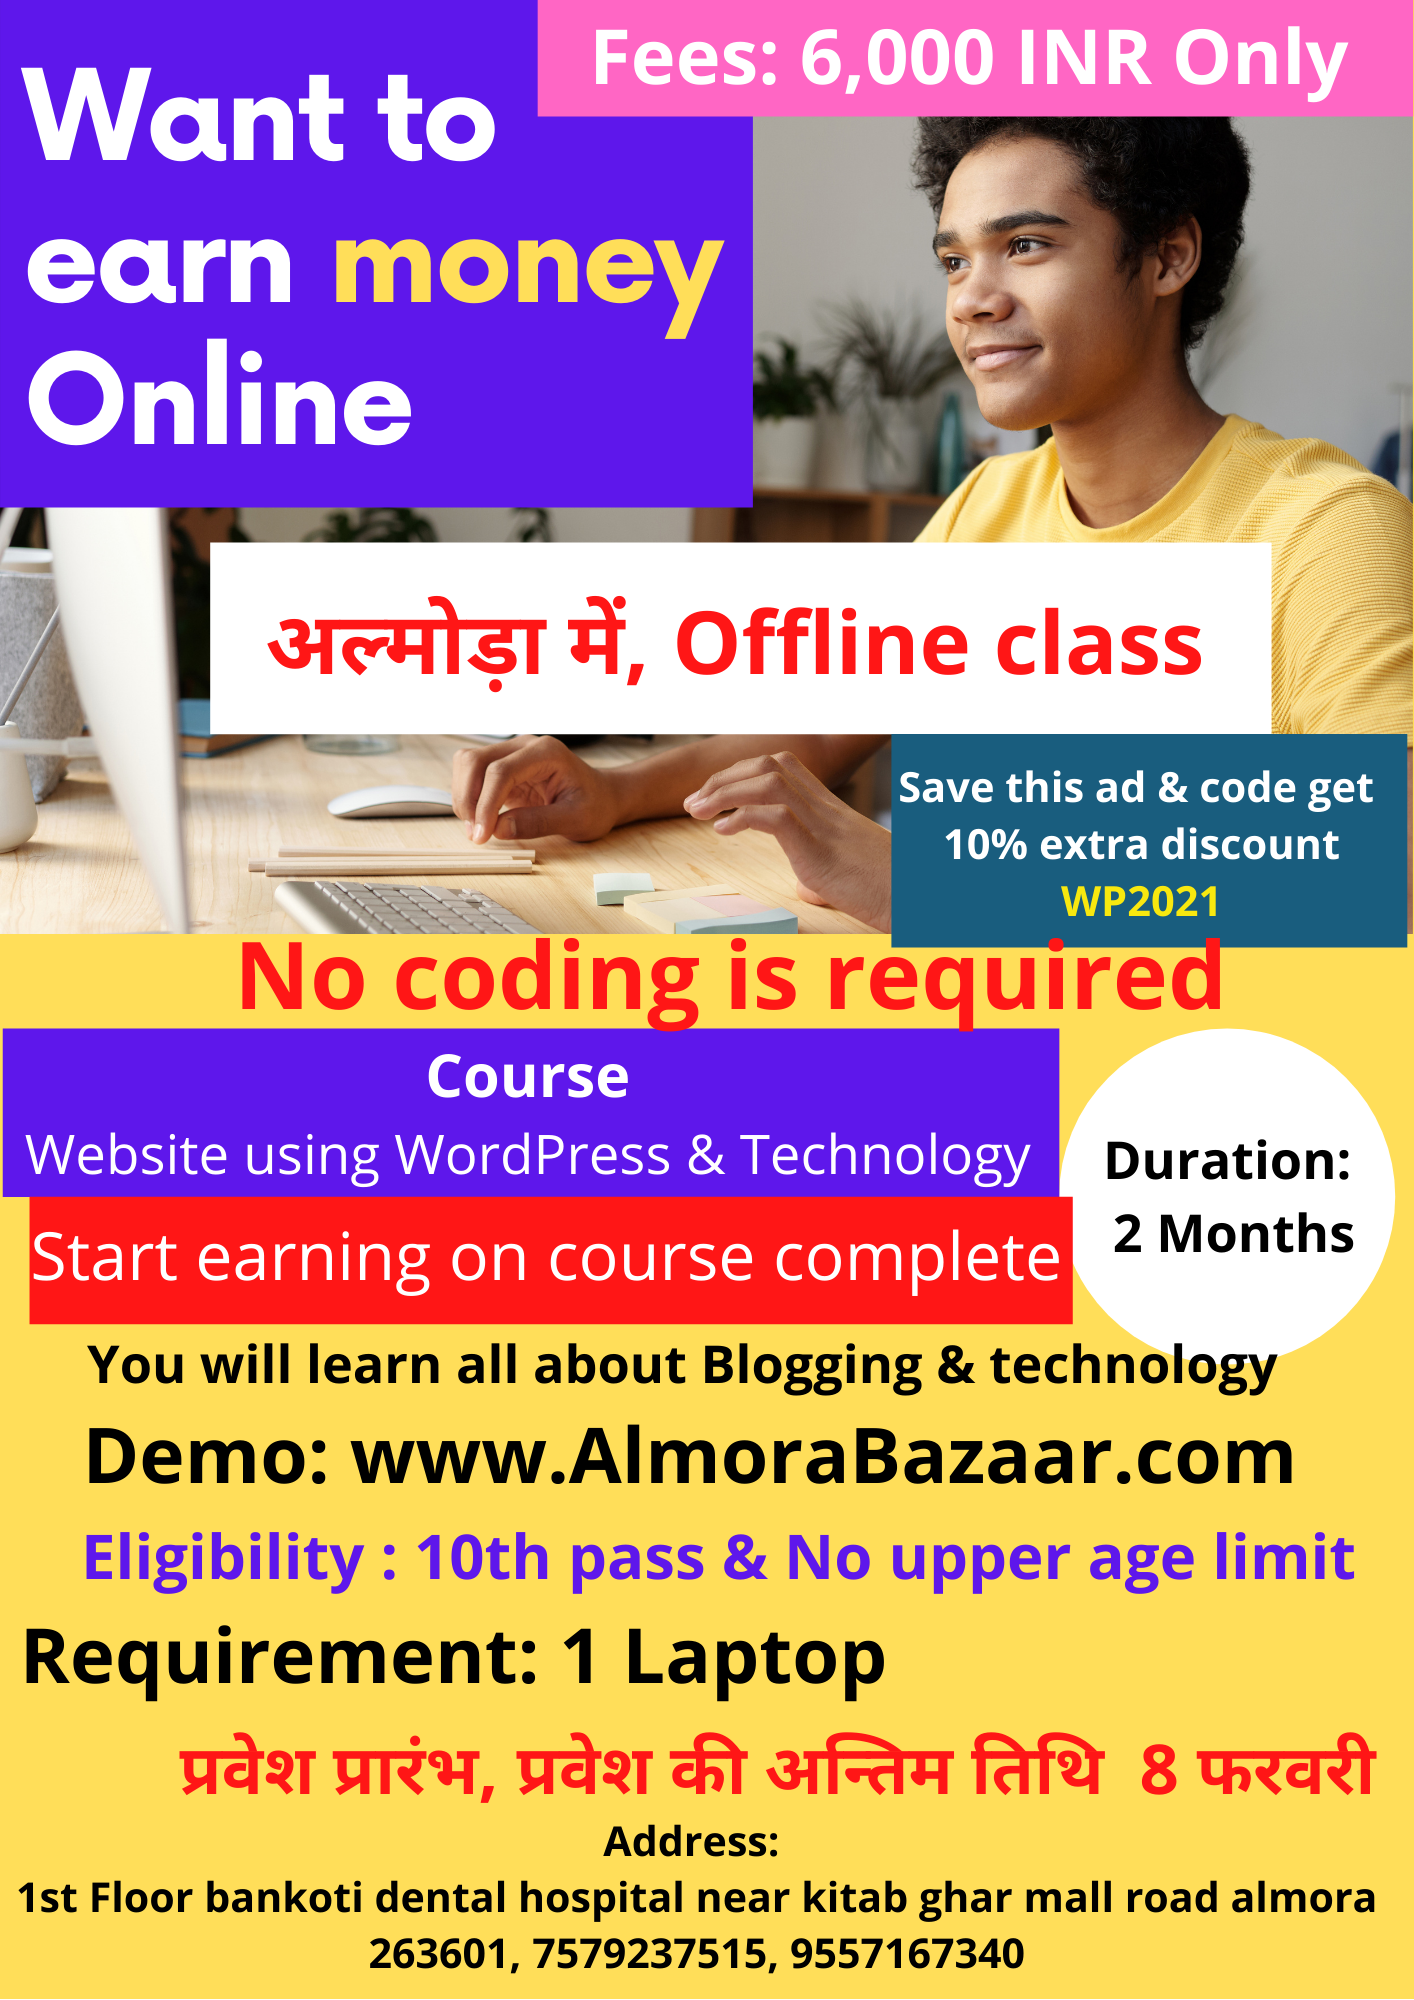 Fees: 6,000 INR Only
Want to
earn money
Online
अल्मोड़ा में, Offline class
Save this ad & code get
10% extra discount
WP2021
No coding is required
Course
Website using WordPress & Technology
Start earning on course complete
Duration:
2 Months
You will learn all about Blogging & technology
Demo: www.AlmoraBazaar.com
Eligibility : 10th pass & No upper age limit
Requirement: 1 Laptop
प्रवेश प्रारंभ, प्रवेश की अन्तिम तिथि 8 फरवरी
Address:
1st Floor bankoti dental hospital near kitab ghar mall road almora
263601, 7579237515, 9557167340